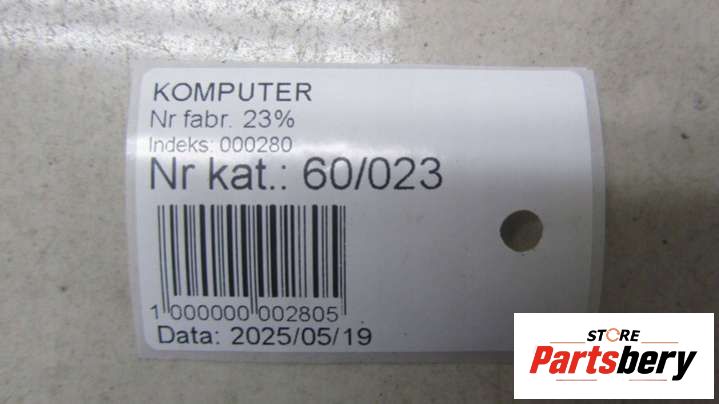 KOMPUTER
Nr fabr. 23%
Indeks: 000280
Nr kat.: 60/023
1 000000 002805
Data: 2025/05/19
STORE
Partsbery